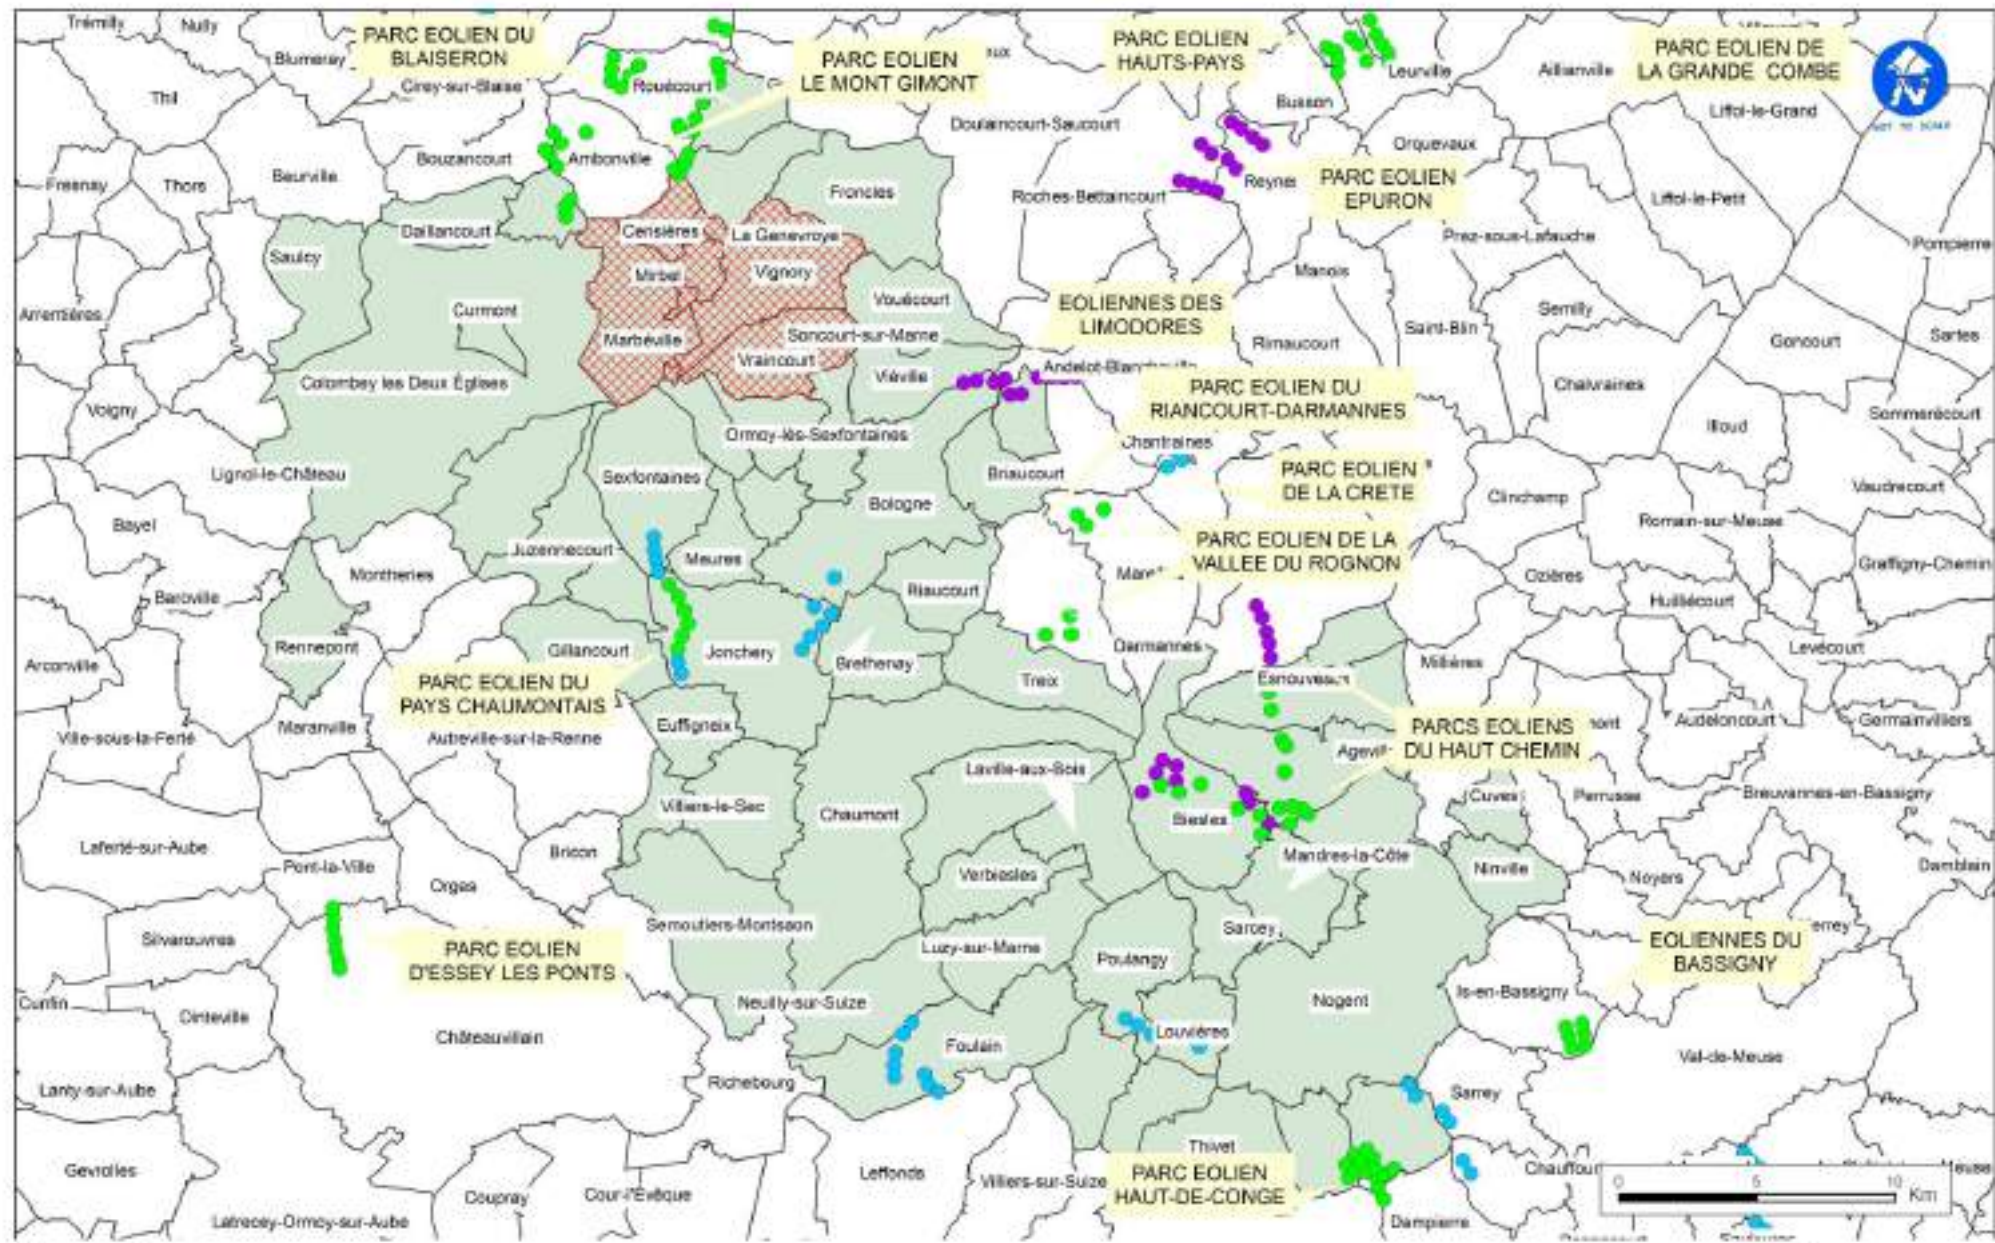 Trémilly
Nully
PARC EOLIEN DU
BLAISERON
PARC EOLIEN
LE MONT GIMONT
PARC EOLIEN
HAUTS-PAYS
PARC EOLIEN DE
LA GRANDE COMBE
N
NOT TO SCALE
Blumeray
Cirey-sur-Blaise
Rouécourt
Leurville
Aillianville
Thil
Busson
Liffol-le-Grand
Doulaincourt-Saucourt
Orquevaux
Bouzancourt
Ambonville
Beurville
Fresnay
Thors
Froncles
Roches-Bettaincourt
PARC EOLIEN
EPURON
Liffol-le-Petit
Daillancourt
Cerisières
La Genevroye
Prez-sous-Lafauche
Pompierre
Saulcy
Mirbel
Vignory
Manois
Vouécourt
EOLIENNES DES
LIMODORES
Arrentières
Curmont
Semilly
Saint-Blin
Marbéville
Soncourt-sur-Marne
Rimaucourt
Goncourt
Sartes
Vraincourt
Viéville
Colombey les Deux Églises
PARC EOLIEN DU
RIANCOURT-DARMANNES
Chalvraines
Voigny
Sommerécourt
Illoud
Ormoy-lès-Sexfontaines
Chantraines
Lignol-le-Château
Sexfontaines
Briaucourt
PARC EOLIEN
DE LA CRETE
Clinchamp
Vaudrecourt
Bologne
Bayel
Romain-sur-Meuse
Juzennecourt
Meures
PARC EOLIEN DE LA
VALLEE DU ROGNON
Montheries
Graffigny-Chemin
Ozières
Riaucourt
Baroville
Huilliécourt
Rennepont
Gillancourt
Jonchery
Brethenay
Darmannes
Levécourt
Arconville
Millières
Treix
Esnouveaux
PARC EOLIEN DU
PAYS CHAUMONTAIS
Maranville
Euffigneix
PARCS EOLIENS
DU HAUT CHEMIN
Audeloncourt
Germainvilliers
Ville-sous-la-Ferté
Autreville-sur-la-Renne
Laville-aux-Bois
Villiers-le-Sec
Chaumont
Biesles
Cuves
Perrusse
Breuvannes-en-Bassigny
Laferté-sur-Aube
Bricon
Mandres-la-Côte
Pont-la-Ville
Verbiesles
Ninville
Noyers
Damblain
Orges
Semoutiers-Montsaon
Sarcey
Silvarouvres
PARC EOLIEN
D'ESSEY LES PONTS
Luzy-sur-Marne
Poulangy
EOLIENNES DU
BASSIGNY
Neuilly-sur-Suize
Nogent
Is-en-Bassigny
Cunfin
Dinteville
Châteauvillain
Foulain
Louvières
Val-de-Meuse
Lanty-sur-Aube
Richebourg
Sarrey
Thivet
Gevrolles
Leffonds
Villiers-sur-Suize
PARC EOLIEN
HAUT-DE-CONGE
Coupray
Cour-l'Évêque
0 5 10 Km
Latrecey-Ormoy-sur-Aube
Dampierre